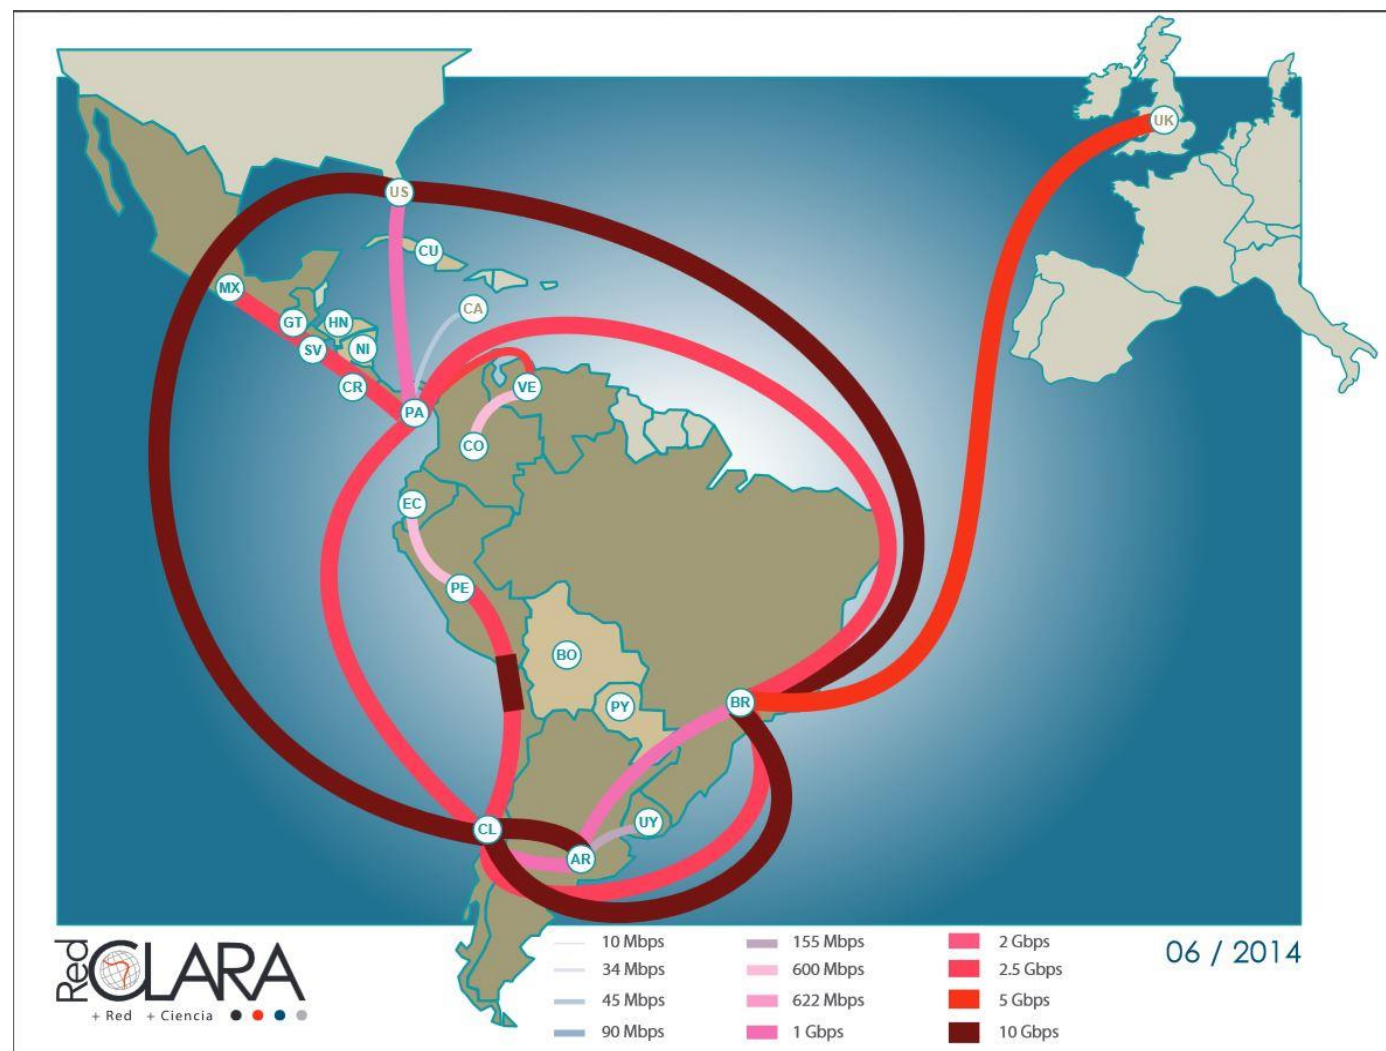 UK
US
CU
MX
CA
GT
HN
SV
NI
CR
VE
PA
CO
EC
PE
BO
BR
PY
UY
CL
AR
10 Mbps
34 Mbps
45 Mbps
90 Mbps
155 Mbps
600 Mbps
622 Mbps
1 Gbps
2 Gbps
2.5 Gbps
5 Gbps
10 Gbps
06 / 2014
Red CLARA
+ Red + Ciencia